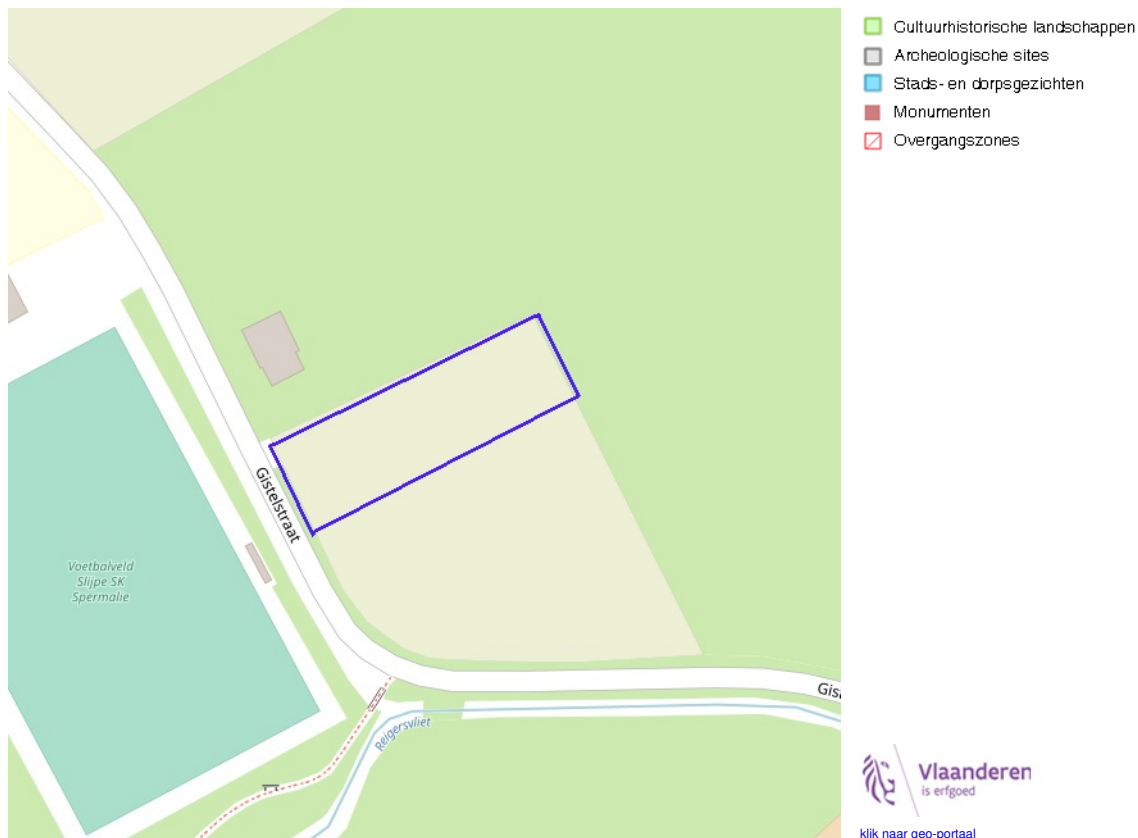 Cultuurhistorische landschappen
Archeologische sites
Stads- en dorpsgezichten
Monumenten
Overgangszones
Gistelstraat
Voetbalveld
Slijpe SK
Spermalie
Reigersvliet
Vlaanderen
is erfgoed
klik naar geo-portaal